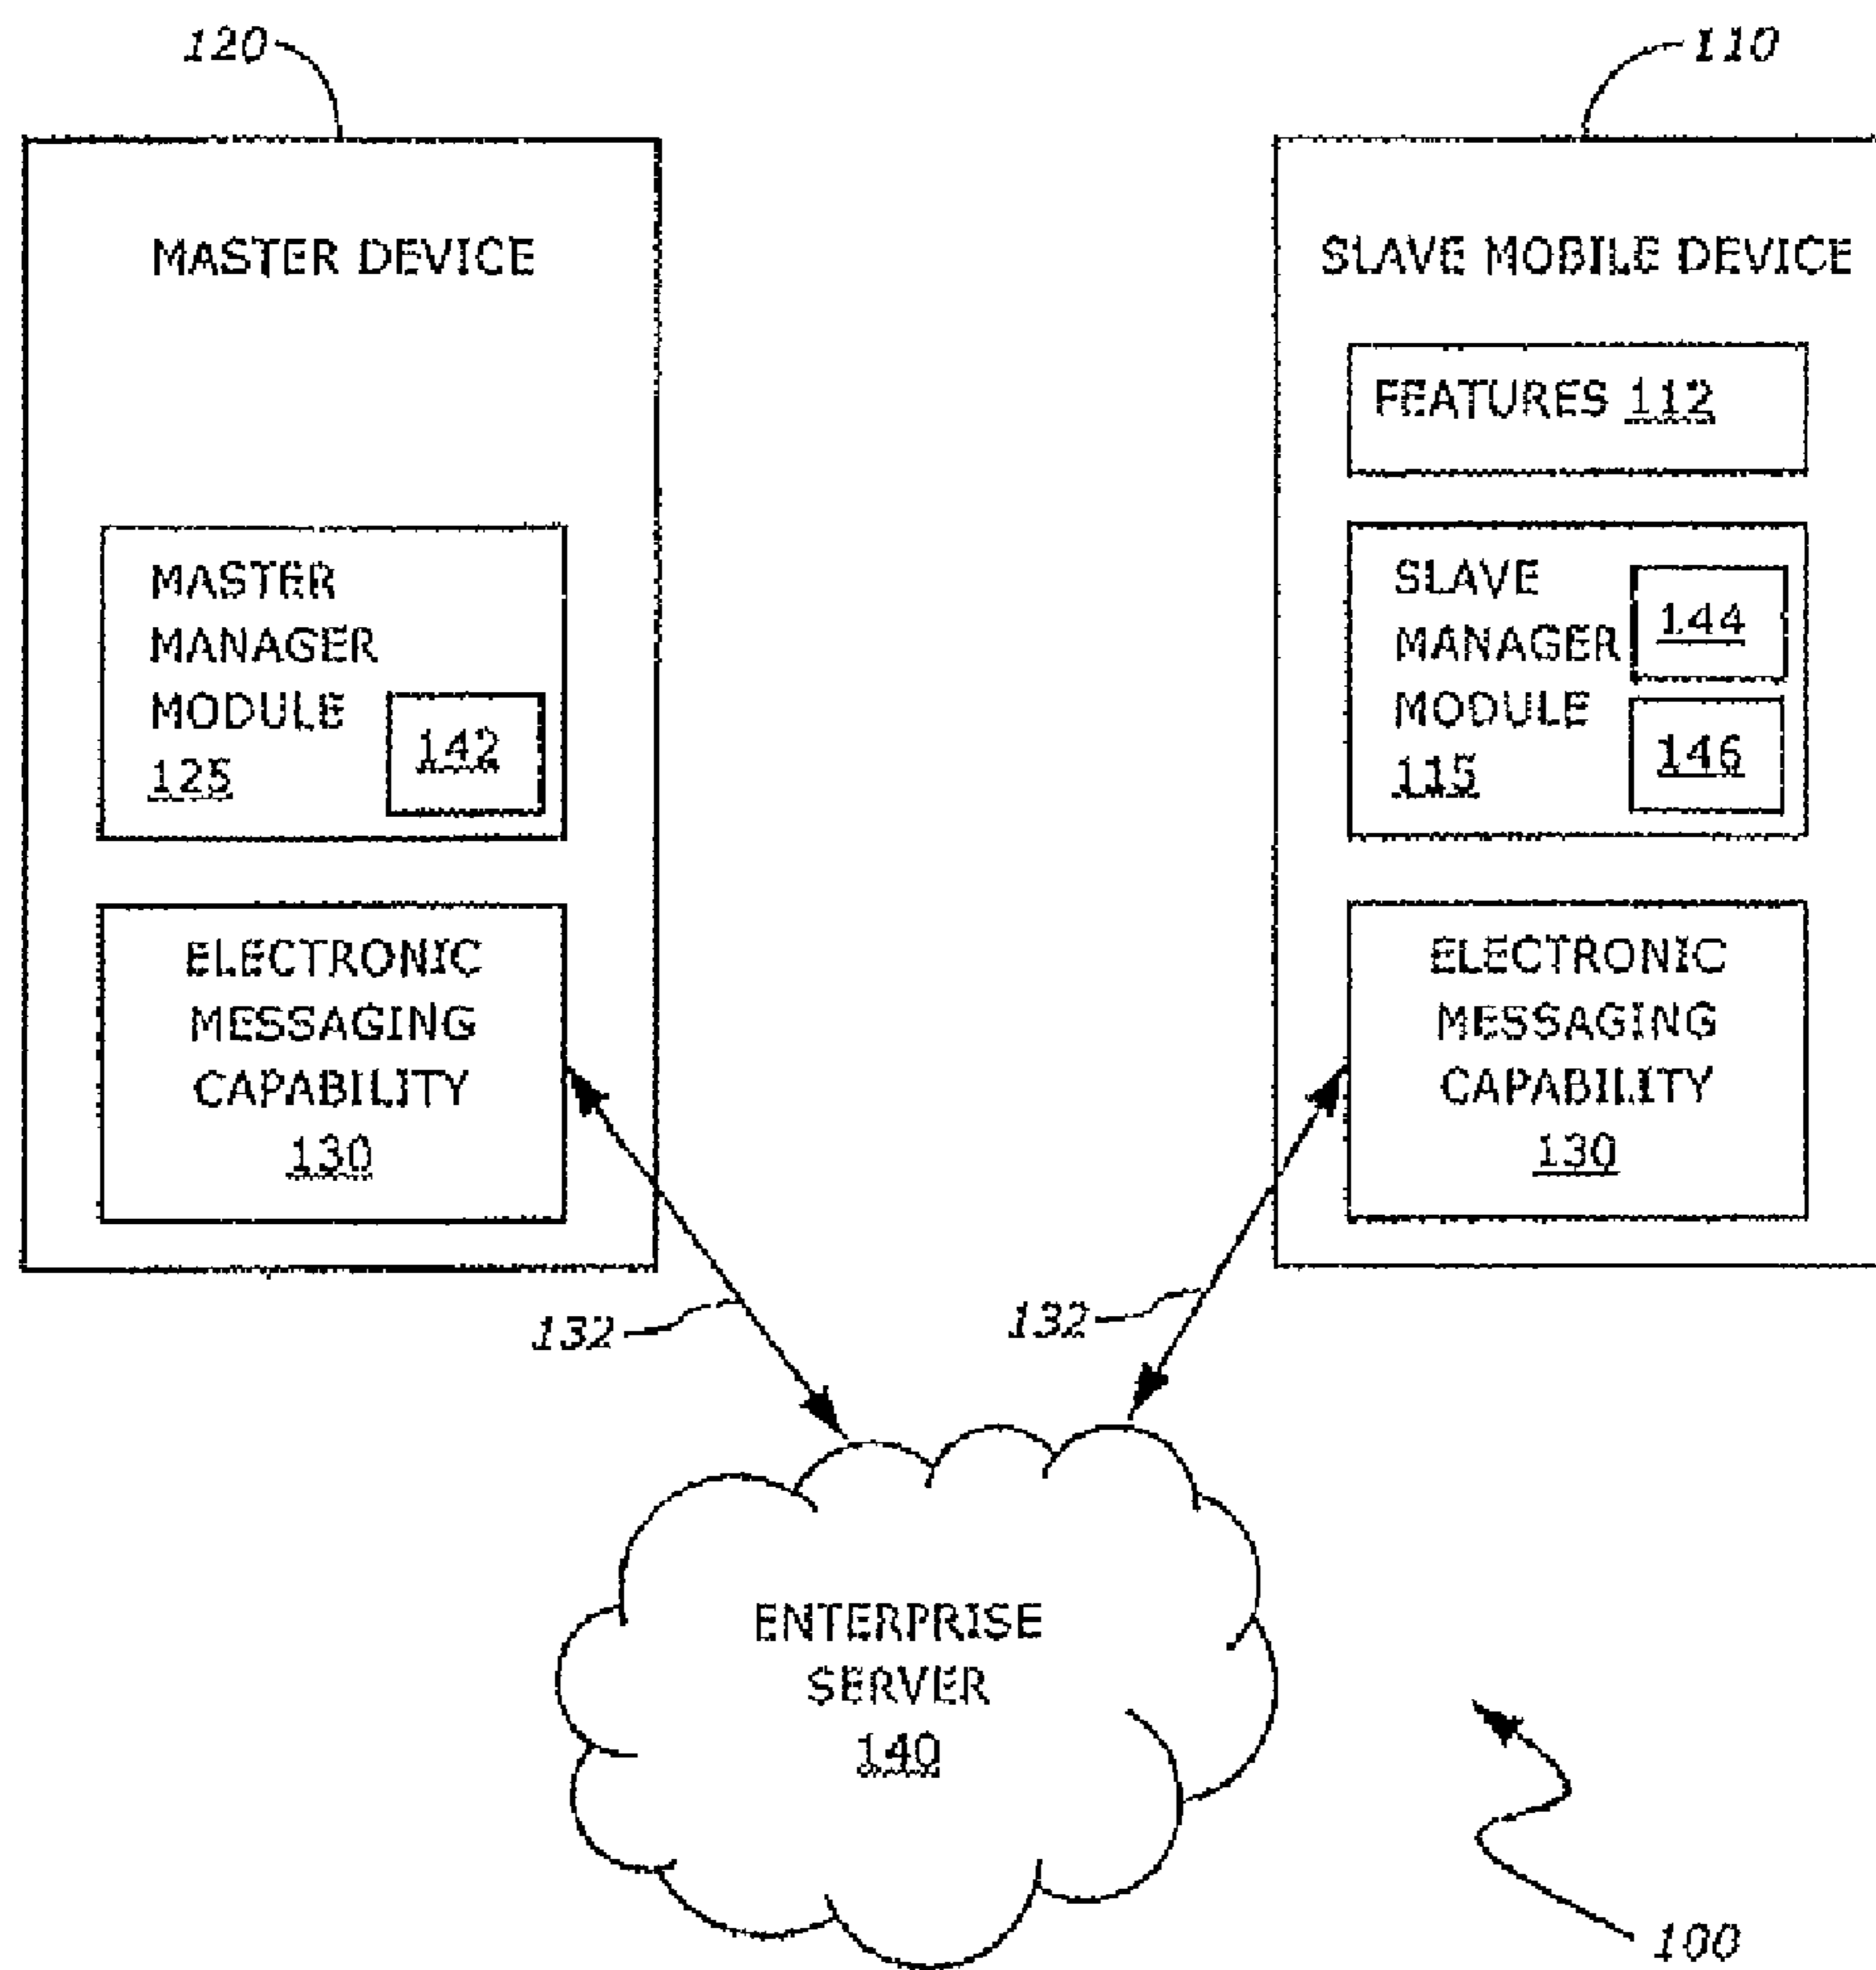 120
110
MASTER DEVICE
SLAVE MOBILE DEVICE
FEATURES 112
MASTER
MANAGER
MODULE
125
142
SLAVE
MANAGER
MODULE
115
144
146
ELECTRONIC
MESSAGING
CAPABILITY
130
ELECTRONIC
MESSAGING
CAPABILITY
130
132
132
ENTERPRISE
SERVER
140
100